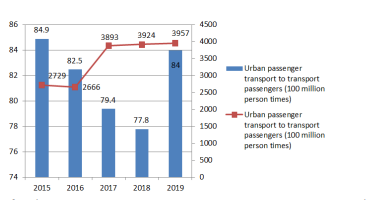 86 4500
84.9 3893 3924 3957
84 4000
82.5 3500
82 2729 2666 84 3000
2500
80 79.4 2000
78 77.8 1500
76 1000
500
74 0
2015 2016 2017 2018 2019
Urban passenger
transport to transport
passengers (100 million
person times)
Urban passenger
transport to transport
passengers (100 million
person times)